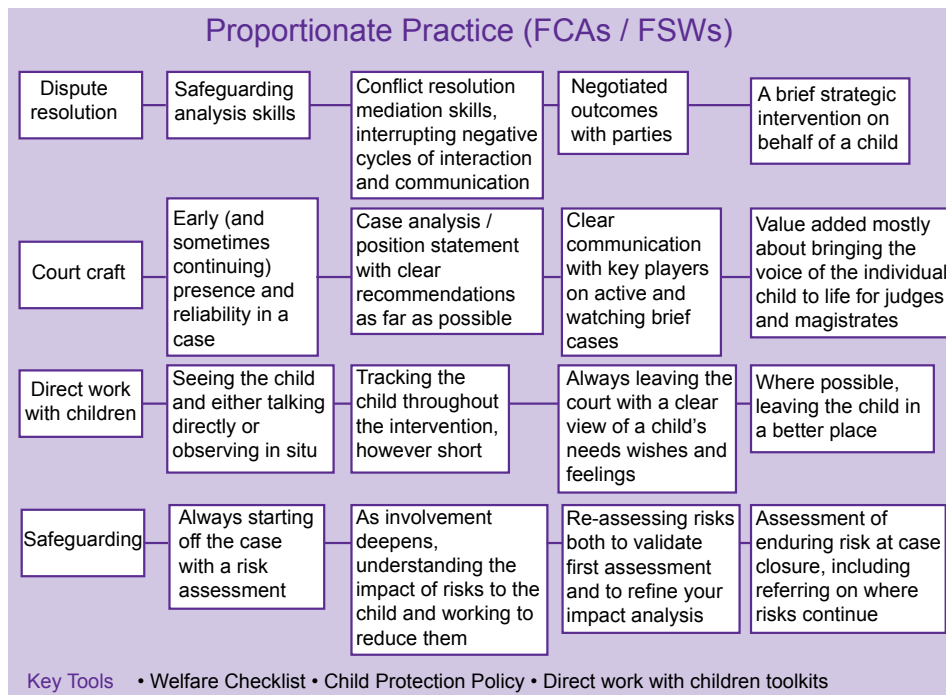 Proportionate Practice (FCAs / FSWs)
Dispute
resolution
Safeguarding
analysis skills
Conflict resolution
mediation skills,
interrupting negative
cycles of interaction
and communication
Negotiated
outcomes
with parties
A brief strategic
intervention on
behalf of a child
Court craft
Early (and
sometimes
continuing)
presence and
reliability in a
case
Case analysis /
position statement
with clear
recommendations
as far as possible
Clear
communication
with key players
on active and
watching brief
cases
Value added mostly
about bringing the
voice of the individual
child to life for judges
and magistrates
Direct work
with children
Seeing the child
and either talking
directly or
observing in situ
Tracking the
child throughout
the intervention,
however short
Always leaving the
court with a clear
view of a child's
needs wishes and
feelings
Where possible,
leaving the child in
a better place
Safeguarding
Always starting
off the case
with a risk
assessment
As involvement
deepens,
understanding the
impact of risks to the
child and working to
reduce them
Re-assessing risks
both to validate
first assessment
and to refine your
impact analysis
Assessment of
enduring risk at case
closure, including
referring on where
risks continue
Key Tools • Welfare Checklist • Child Protection Policy • Direct work with children toolkits